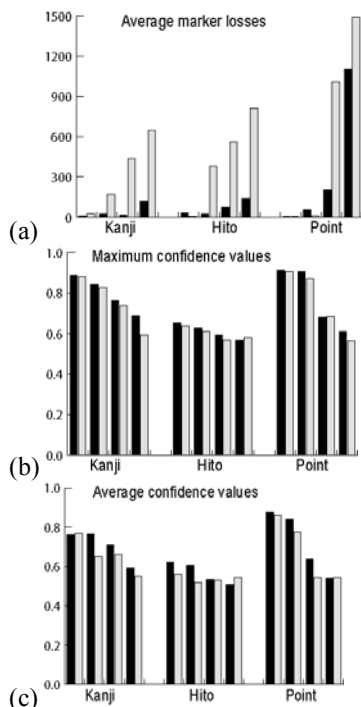 Average marker losses
1500
1200
900
600
300
0
Kanji Hito Point
(a)
Maximum confidence values
1.0
0.8
0.6
0.4
0.2
0.0
Kanji Hito Point
(b)
Average confidence values
1.0
0.8
0.6
0.4
0.2
0.0
Kanji Hito Point
(c)